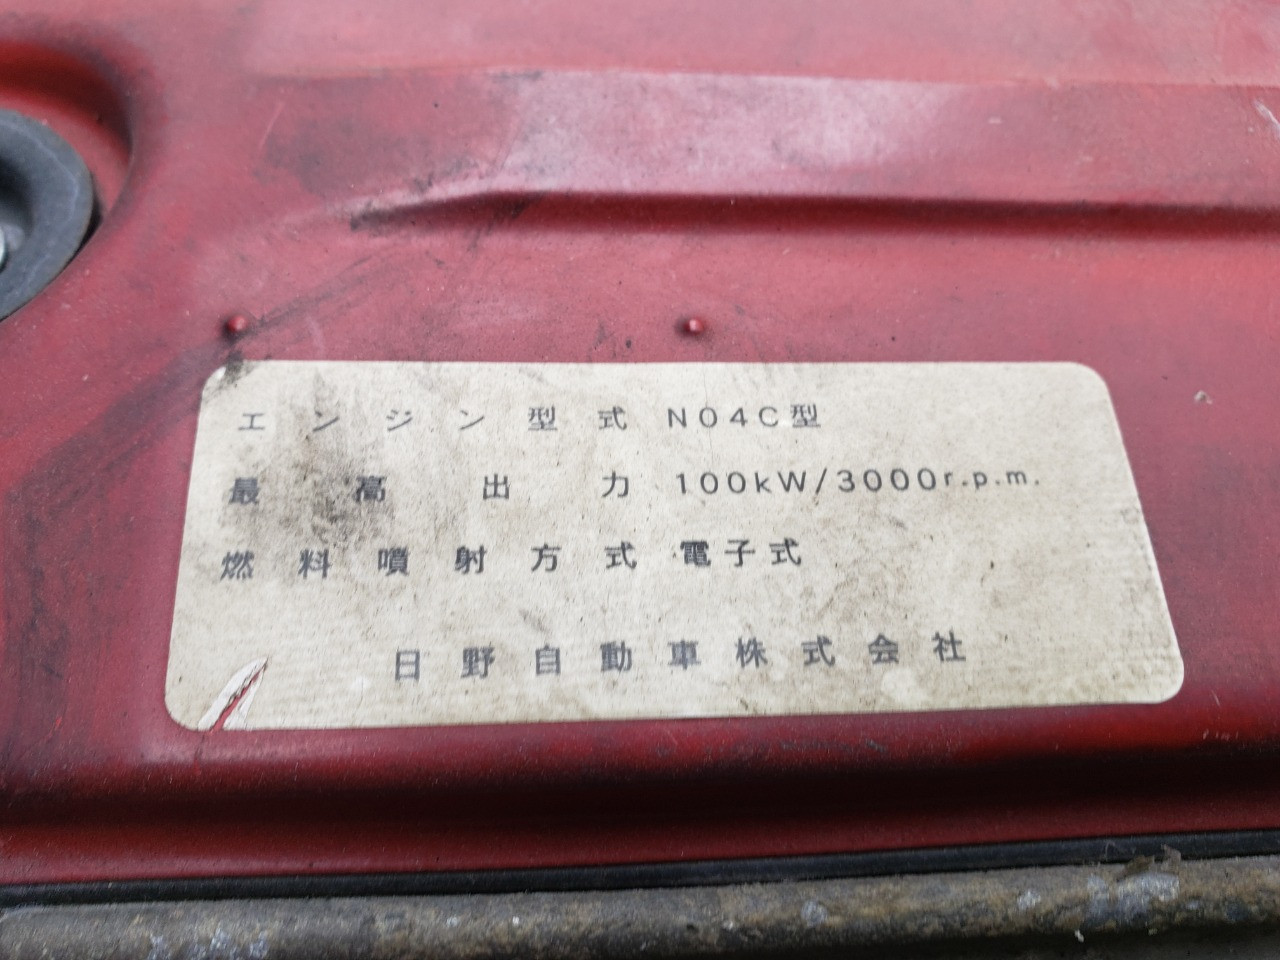 エンジン型式 N04C型
最高出力 100kW/3000r.p.m.
燃料噴射方式 電子式
日野自動車株式会社